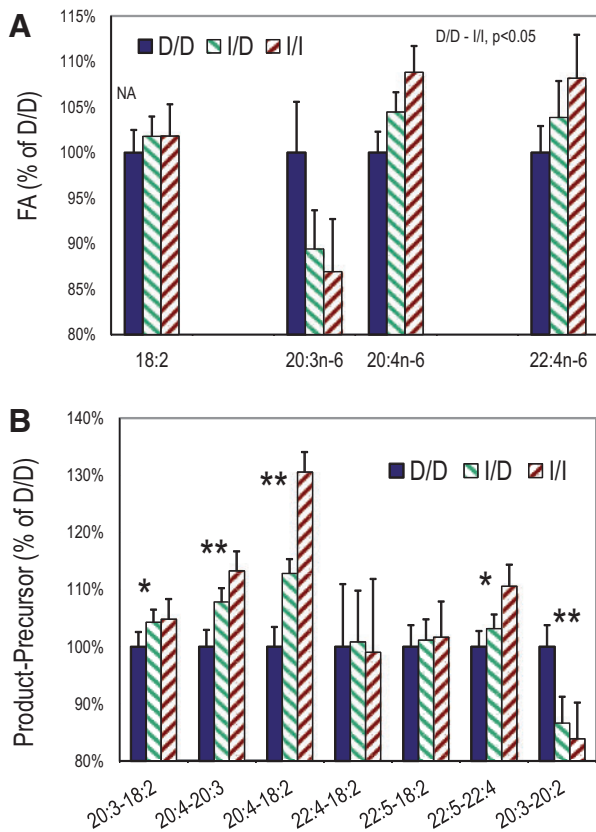 A
D/D I/D I/I
D/D - I/I, p<0.05
NA
FA (% of D/D)
115%
110%
105%
100%
95%
90%
85%
80%
18:2 20:3n-6 20:4n-6 22:4n-6
B
D/D I/D I/I
Product-Precursor (% of D/D)
140%
130%
120%
110%
100%
90%
80%
* ** ** * **
20:3-18:2 20:4-20:3 20:4-18:2 22:4-18:2 22:5-18:2 22:5-22:4 20:3-20:2